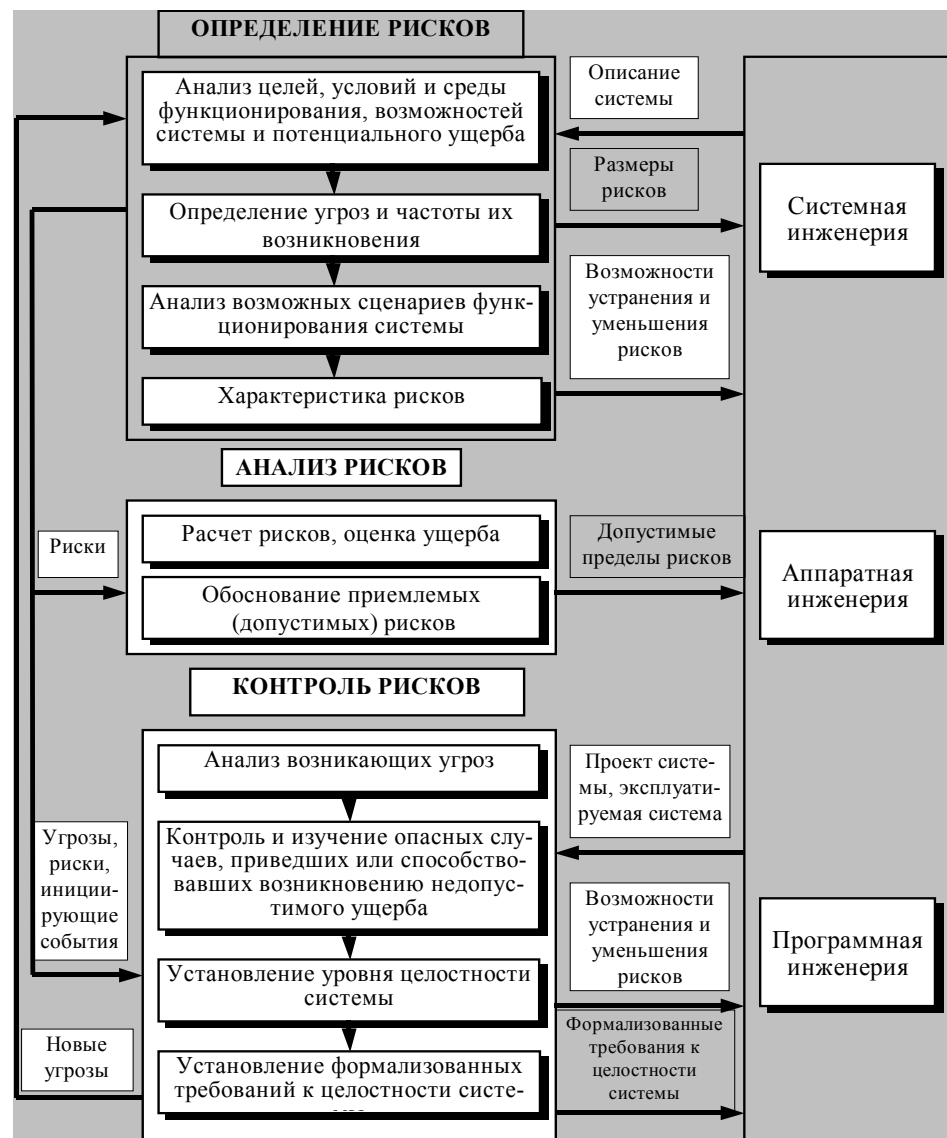 ОПРЕДЕЛЕНИЕ РИСКОВ
Анализ целей, условий и среды
функционирования, возможностей
системы и потенциального ущерба
Определение угроз и частоты их
возникновения
Анализ возможных сценариев функ-
ционирования системы
Характеристика рисков
Описание
системы
Размеры
рисков
Возможности
устранения и
уменьшения
рисков
Системная
инженерия
АНАЛИЗ РИСКОВ
Риски
Расчет рисков, оценка ущерба
Обоснование приемлемых
(допустимых) рисков
Допустимые
пределы рисков
Аппаратная
инженерия
КОНТРОЛЬ РИСКОВ
Анализ возникающих угроз
Контроль и изучение опасных слу-
чаев, приведших или способство-
вавших возникновению недопус-
тимого ущерба
Установление уровня целостности
системы
Установление формализованных
требований к целостности систе-
Угрозы,
риски,
иниции-
рующие
события
Новые
угрозы
Проект систе-
мы, эксплуати-
руемая система
Возможности
устранения и
уменьшения
рисков
Формализованные
требования к
целостности
системы
Программная
инженерия